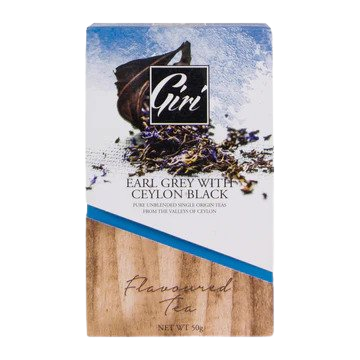 Giri
EARL GREY WITH
CEYLON BLACK
PURE UNBLENDED SINGLE ORIGIN TEAS
FROM THE VALLEYS OF CEYLON
Flavoured
Tea
NET WT 50g